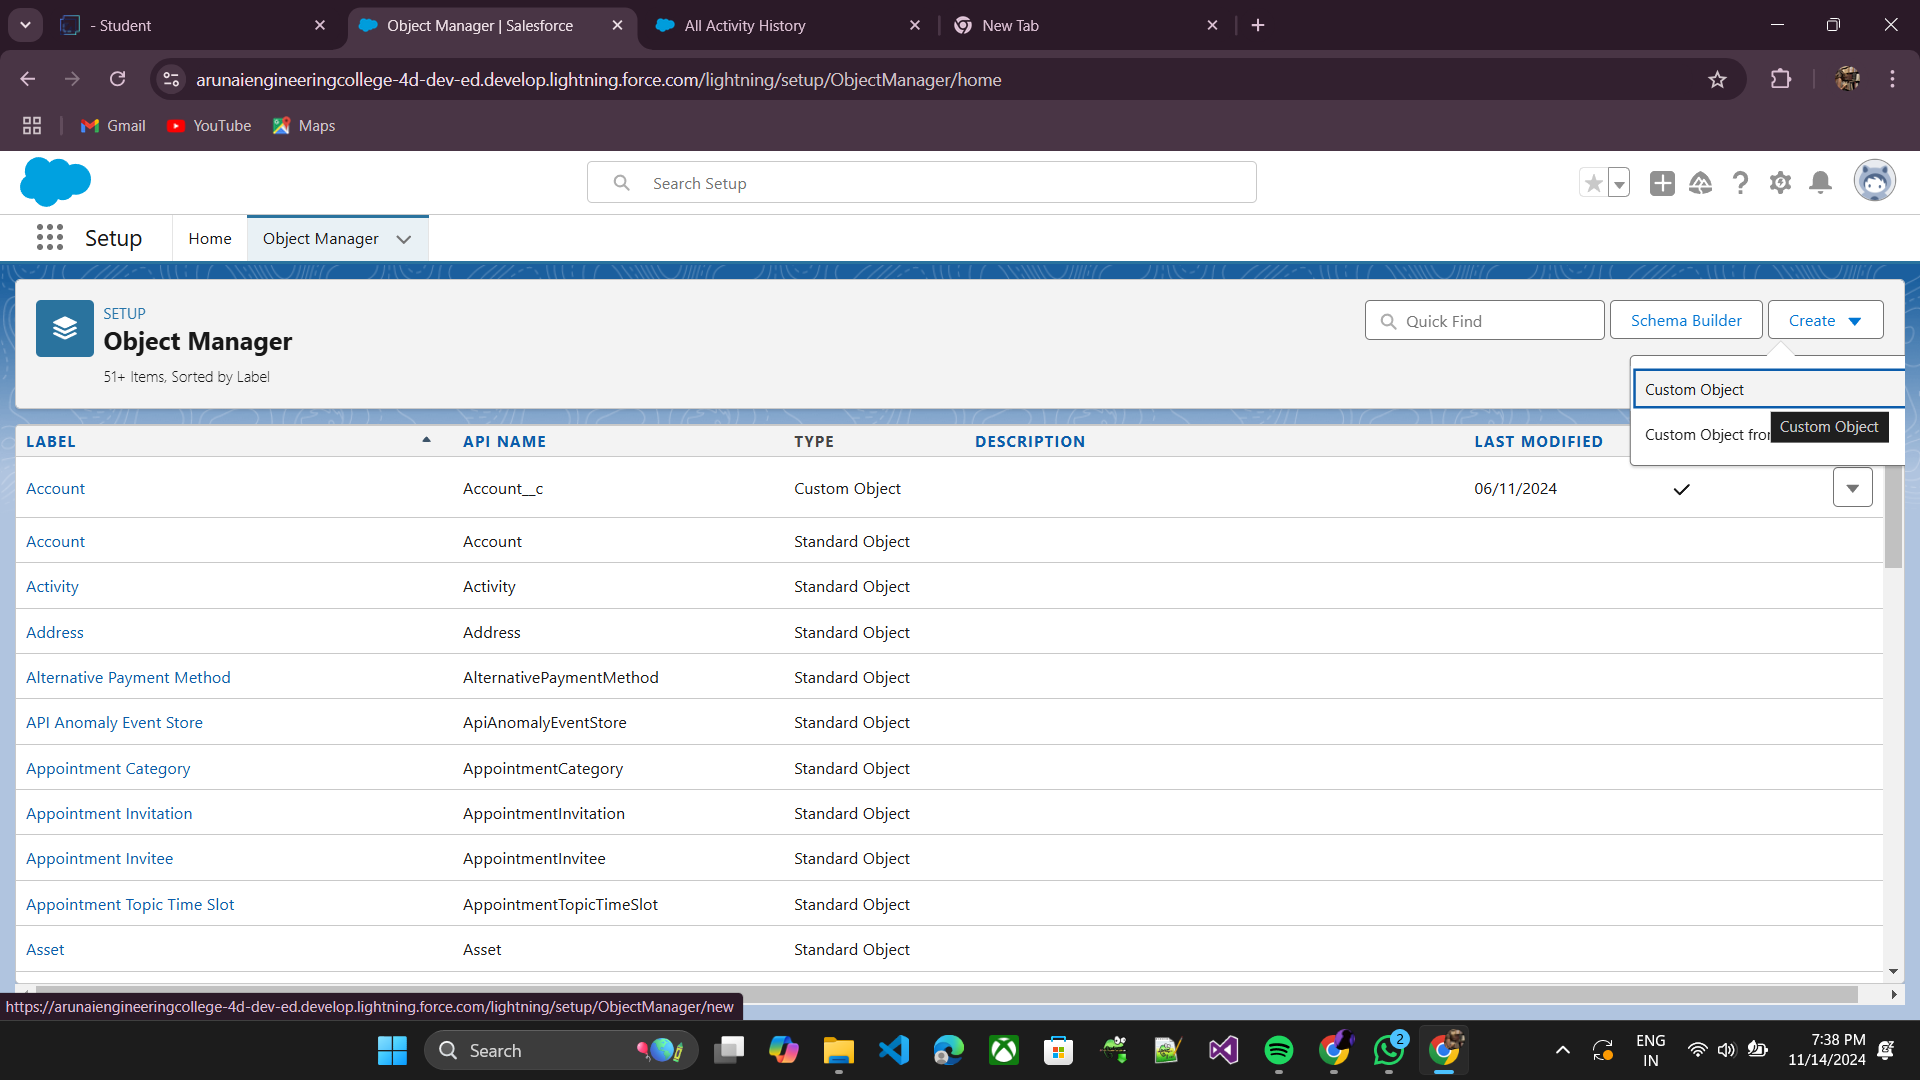 - Student
Object Manager | Salesforce
All Activity History
New Tab
arunaiengineeringcollege-4d-dev-ed.develop.lightning.force.com/lightning/setup/ObjectManager/home
Gmail
YouTube
Maps
Search Setup
Setup
Home
Object Manager
SETUP
Object Manager
51+ Items, Sorted by Label
Quick Find
Schema Builder
Create
Custom Object
Custom Object
LABEL API NAME TYPE DESCRIPTION LAST MODIFIED
Account Account__c Custom Object 06/11/2024
Account Account Standard Object
Activity Activity Standard Object
Address Address Standard Object
Alternative Payment Method AlternativePaymentMethod Standard Object
API Anomaly Event Store ApiAnomalyEventStore Standard Object
Appointment Category AppointmentCategory Standard Object
Appointment Invitation AppointmentInvitation Standard Object
Appointment Invitee AppointmentInvitee Standard Object
Appointment Topic Time Slot AppointmentTopicTimeSlot Standard Object
Asset Asset Standard Object
https://arunaiengineeringcollege-4d-dev-ed.develop.lightning.force.com/lightning/setup/ObjectManager/new
Search
2
ENG
IN
7:38 PM
11/14/2024